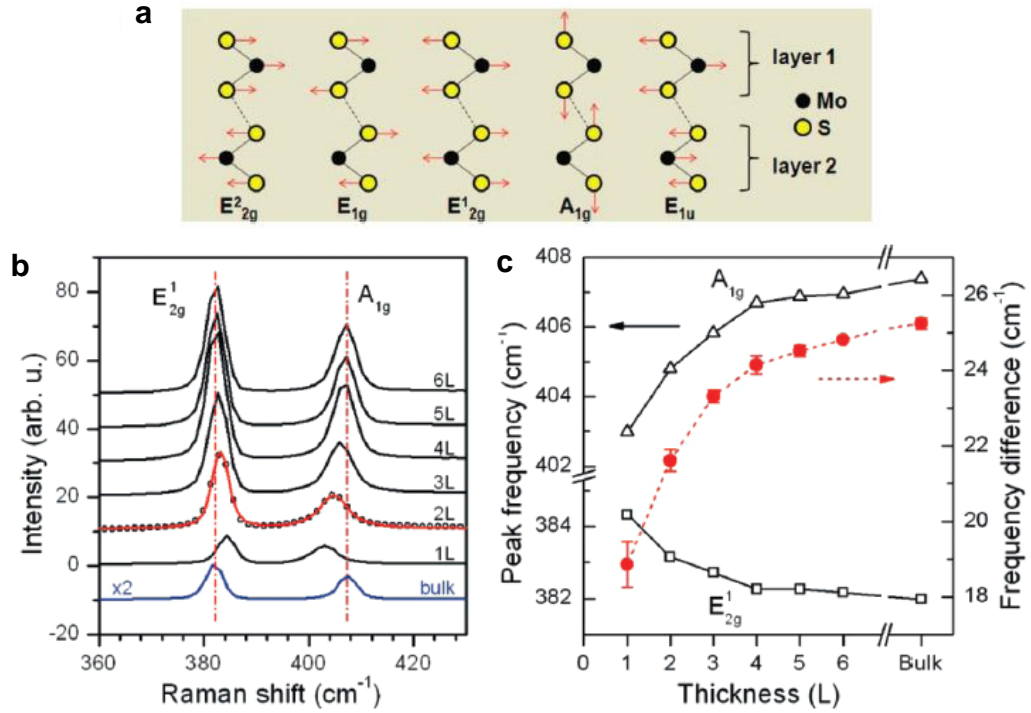 a
layer 1
Mo
S
layer 2
E²₂g E₁g E¹₂g A₁g E₁u
b
E¹₂g A₁g
80
60
40
20
0
-20
Intensity (arb. u.)
6L
5L
4L
3L
2L
1L
x2 bulk
360 380 400 420
Raman shift (cm⁻¹)
c
408
406
404
402
384
382
Peak frequency (cm⁻¹)
A₁g
E¹₂g
26
24
22
20
18
Frequency difference (cm⁻¹)
1 2 3 4 5 6 Bulk
Thickness (L)